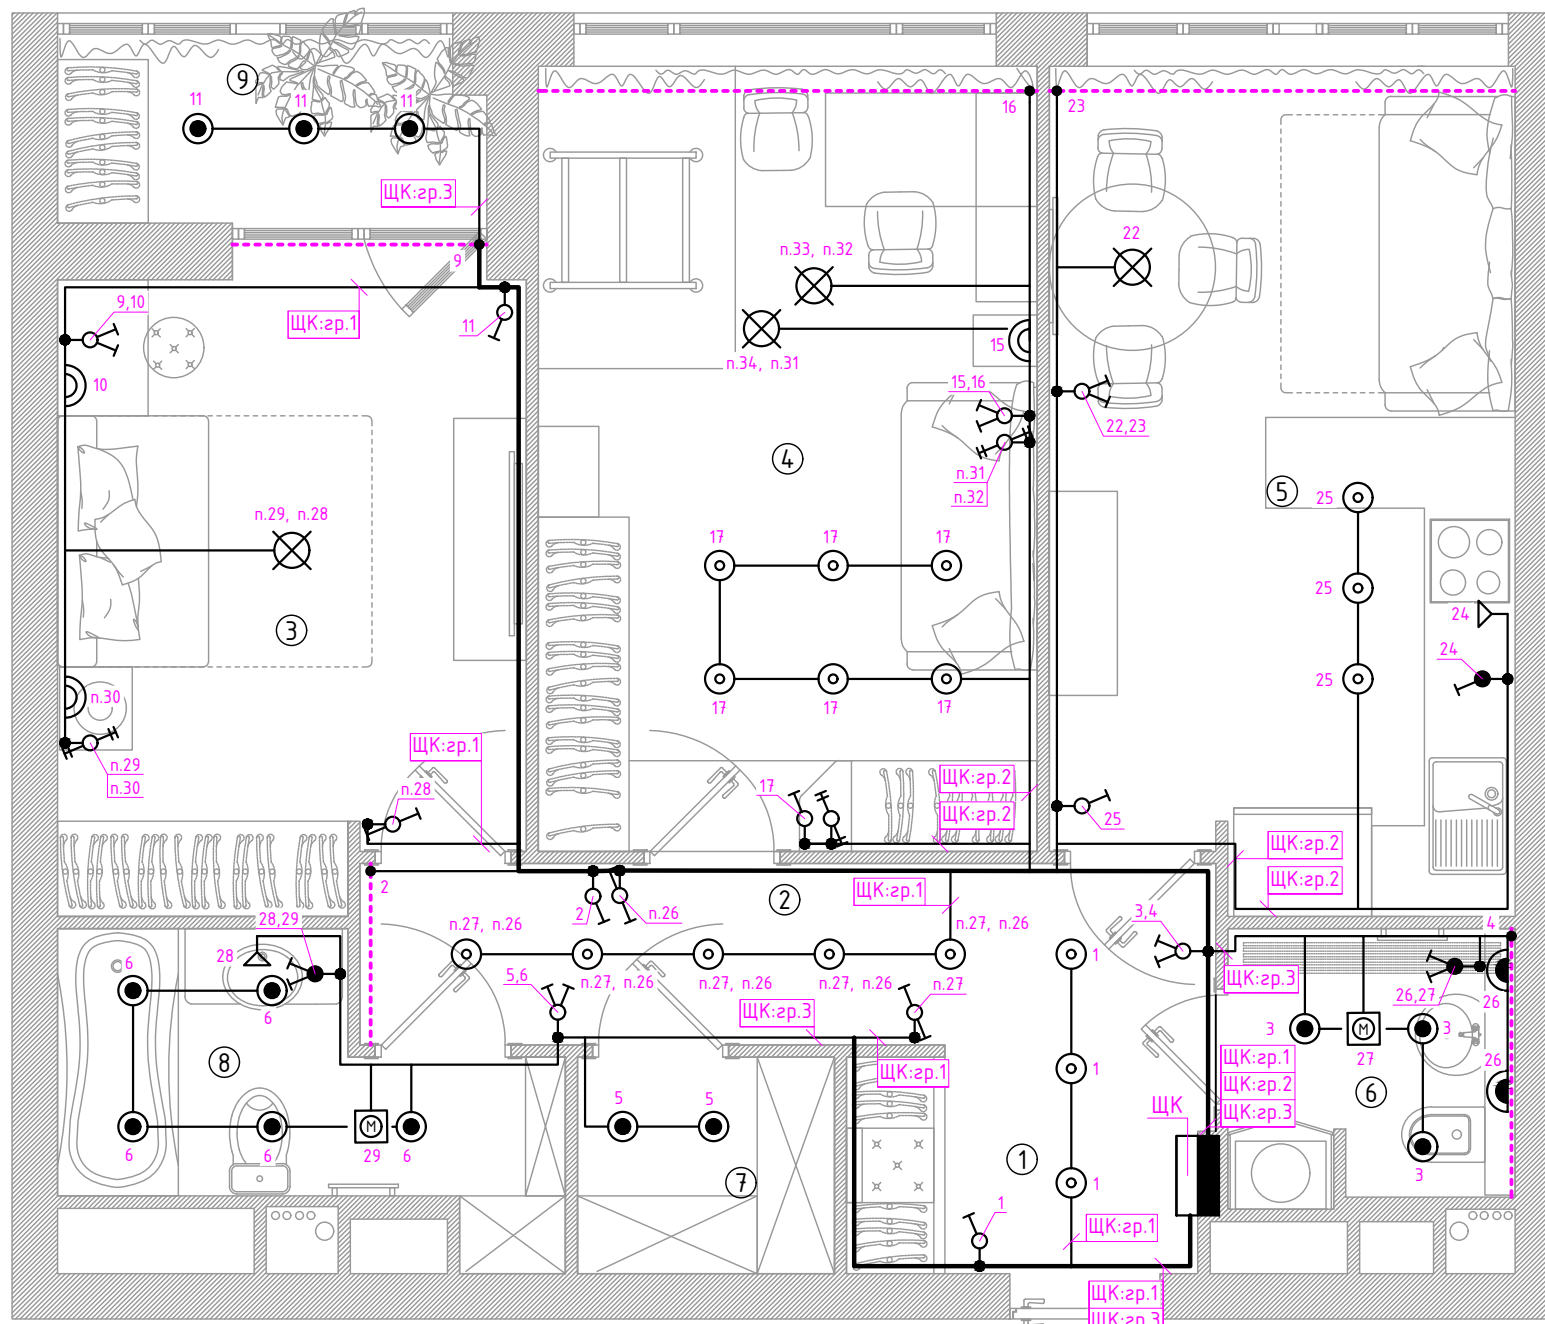 9
11
11
11
16
23
ЩК:гр.3
22
п.33, п.32
9
9,10
ЩК:гр.1
11
15
п.34, п.31
10
15,16
22,23
4
п.31
п.32
5
25
п.29, п.28
17
17
17
25
24
3
24
25
п.30
17
17
17
ЩК:гр.1
п.29
п.30
п.28
17
ЩК:гр.2
ЩК:гр.2
25
ЩК:гр.2
ЩК:гр.2
2
ЩК:гр.1
2
2
п.26
28,29
п.27, п.26
п.27, п.26
3,4
4
28
6
5,6
п.27, п.26
п.27, п.26
п.27, п.26
п.27
1
ЩК:гр.3
26,27
26
6
ЩК:гр.3
3
3
27
8
ЩК:гр.1
1
ЩК:гр.1
ЩК:гр.2
ЩК:гр.3
26
6
5
5
ЩК
6
6
29
6
1
7
1
3
1
ЩК:гр.1
ЩК:гр.1
ЩК:гр.3
М
М